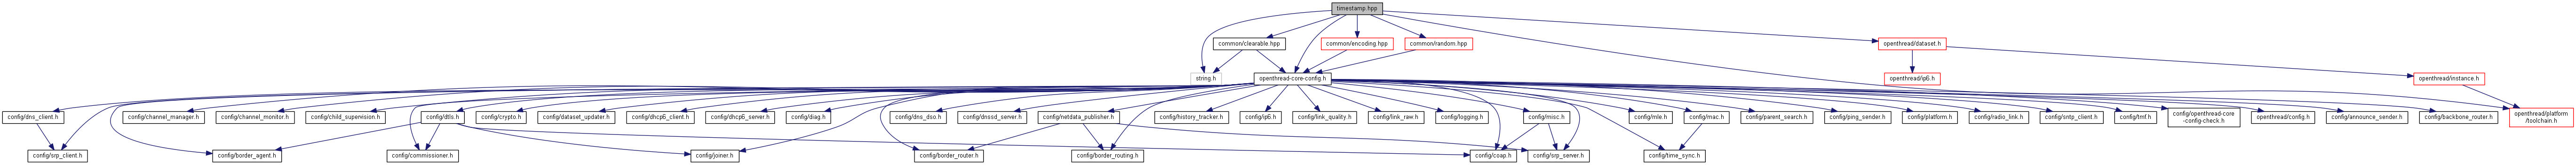 timestamp.hpp
common/clearable.hpp
common/encoding.hpp
common/random.hpp
openthread/dataset.h
string.h
openthread-core-config.h
openthread/ip6.h
openthread/instance.h
config/dns_client.h
config/channel_manager.h
config/channel_monitor.h
config/child_supervision.h
config/dtls.h
config/crypto.h
config/dataset_updater.h
config/dhcp6_client.h
config/dhcp6_server.h
config/diag.h
config/dns_dso.h
config/dnssd_server.h
config/netdata_publisher.h
config/history_tracker.h
config/ip6.h
config/link_quality.h
config/link_raw.h
config/logging.h
config/misc.h
config/mle.h
config/mac.h
config/parent_search.h
config/ping_sender.h
config/platform.h
config/radio_link.h
config/sntp_client.h
config/tmf.h
config/openthread-core
-config-check.h
openthread/config.h
config/announce_sender.h
config/backbone_router.h
openthread/platform
/toolchain.h
config/srp_client.h
config/border_agent.h
config/commissioner.h
config/joiner.h
config/border_router.h
config/border_routing.h
config/coap.h
config/srp_server.h
config/time_sync.h